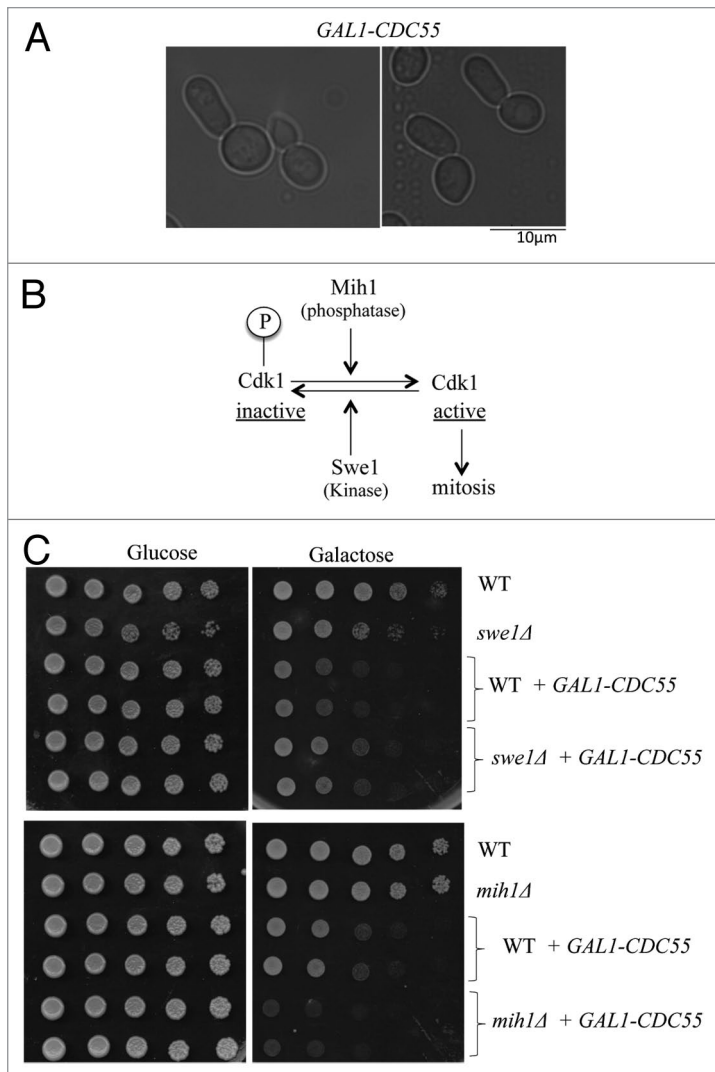 A
GAL1-CDC55
10µm
B
Mih1
(phosphatase)
P
Cdk1
Cdk1
inactive
active
Swe1
(Kinase)
mitosis
C
Glucose
Galactose
WT
swe1Δ
WT + GAL1-CDC55
swe1Δ + GAL1-CDC55
WT
mih1Δ
WT + GAL1-CDC55
mih1Δ + GAL1-CDC55